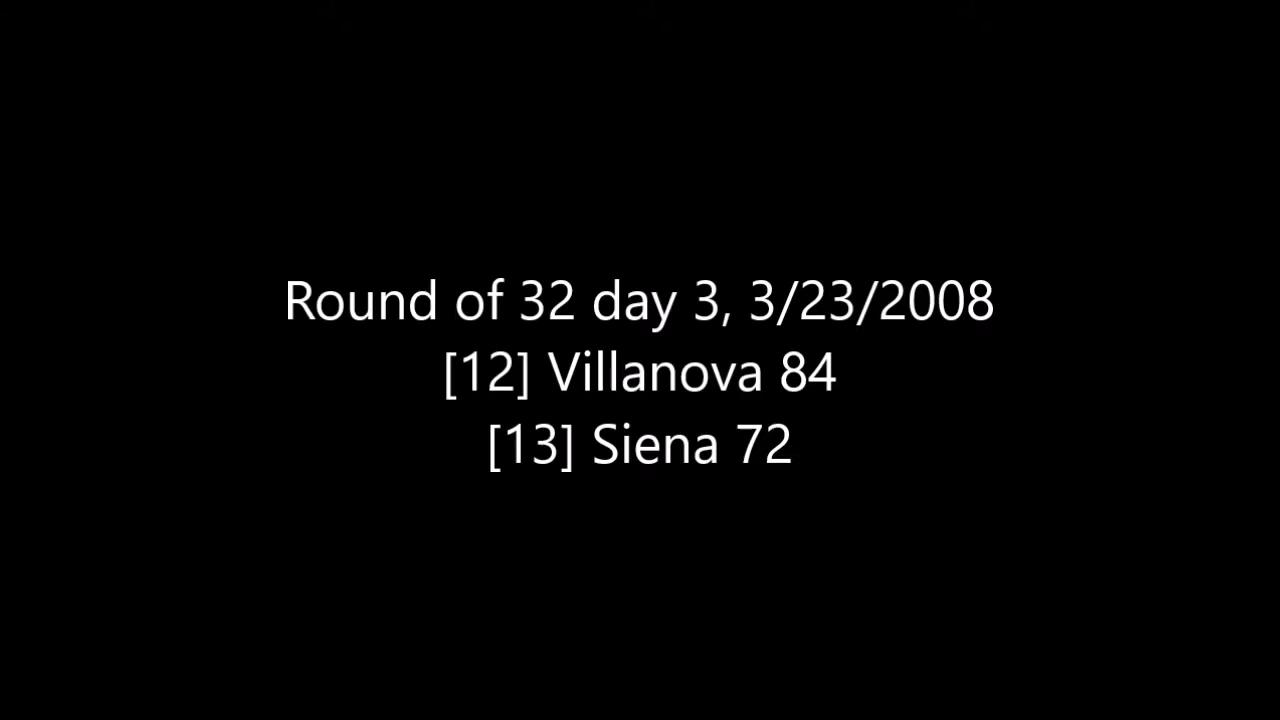 Round of 32 day 3, 3/23/2008
[12] Villanova 84
[13] Siena 72